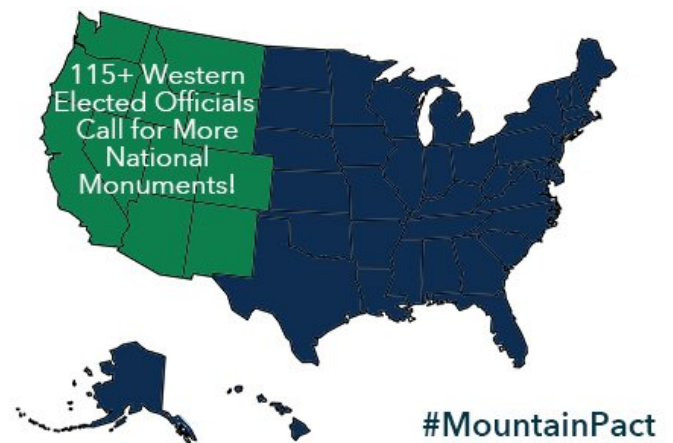 115+ Western
Elected Officials
Call for More
National
Monuments!
#MountainPact